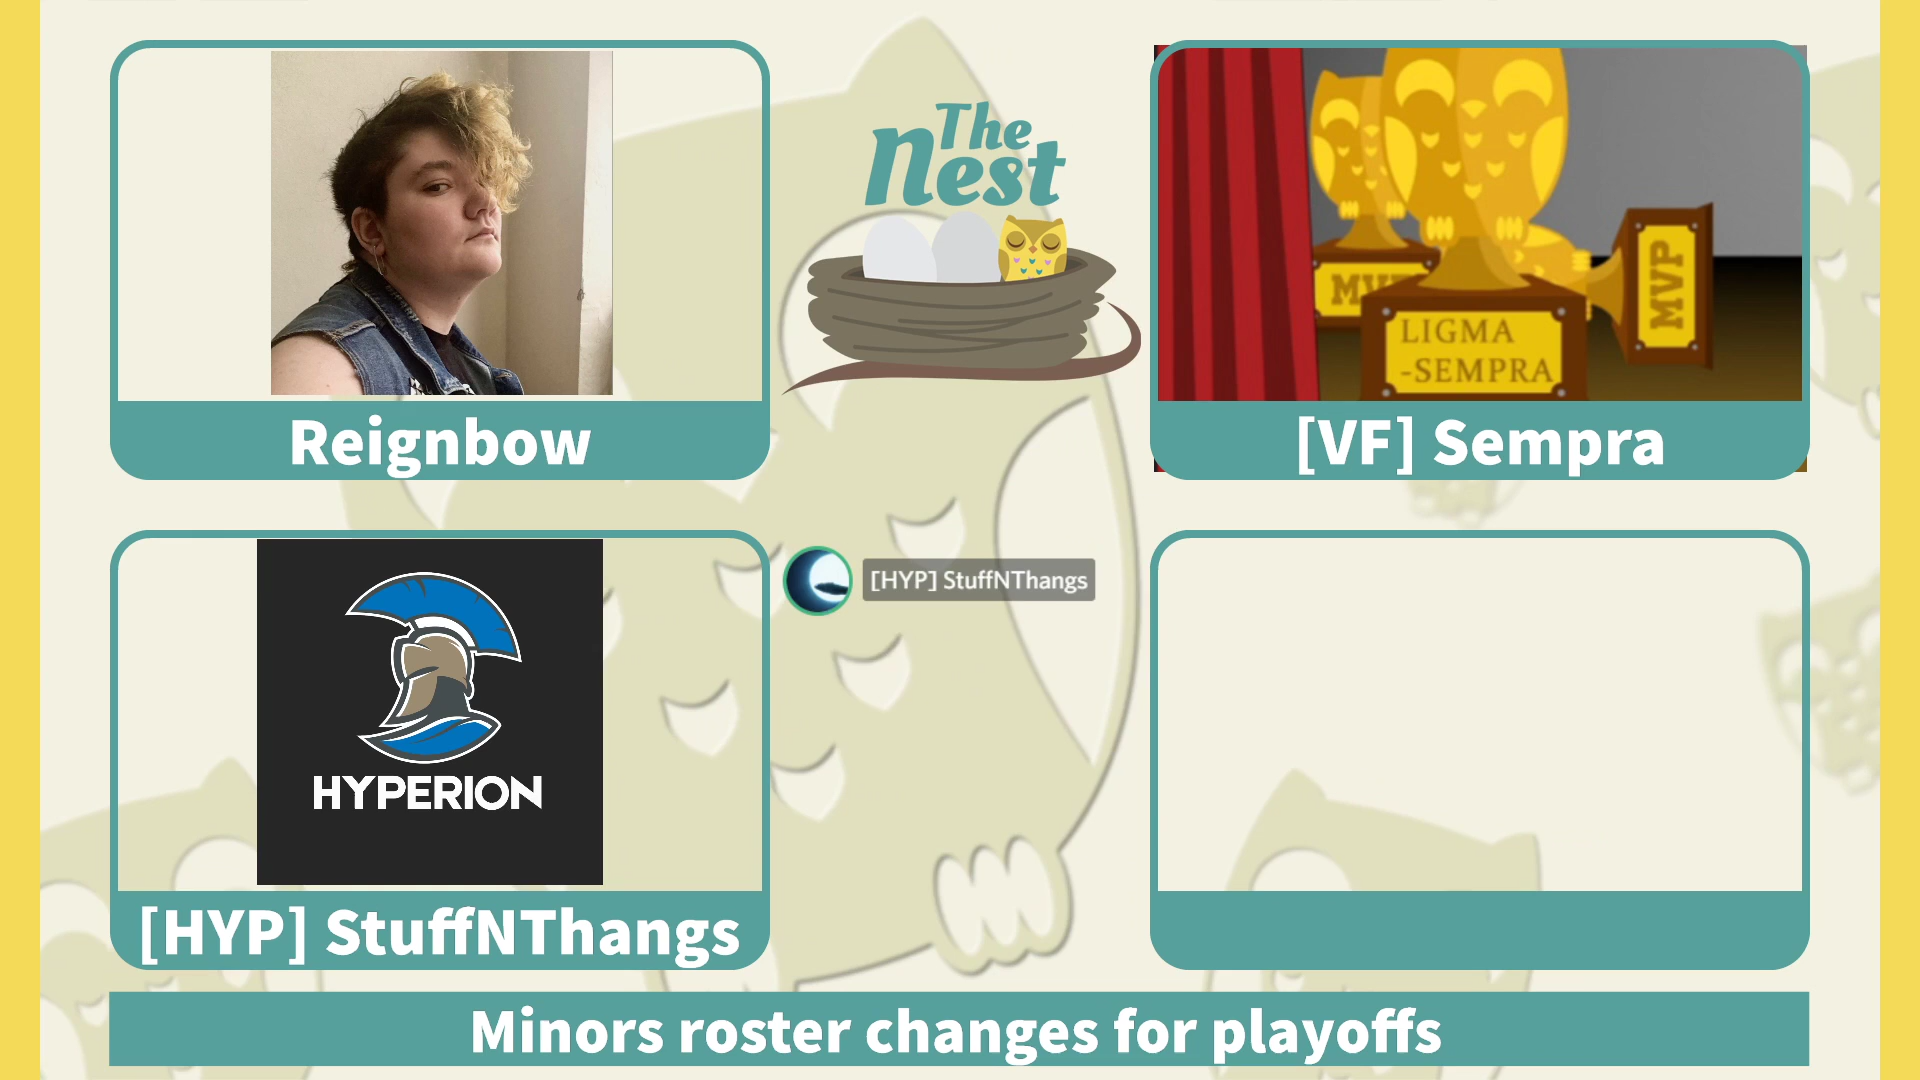 The
nest
Reignbow
MVP
MVP
LIGMA
-SEMPRA
[VF] Sempra
[HYP] StuffNThangs
HYPERION
[HYP] StuffNThangs
Minors roster changes for playoffs